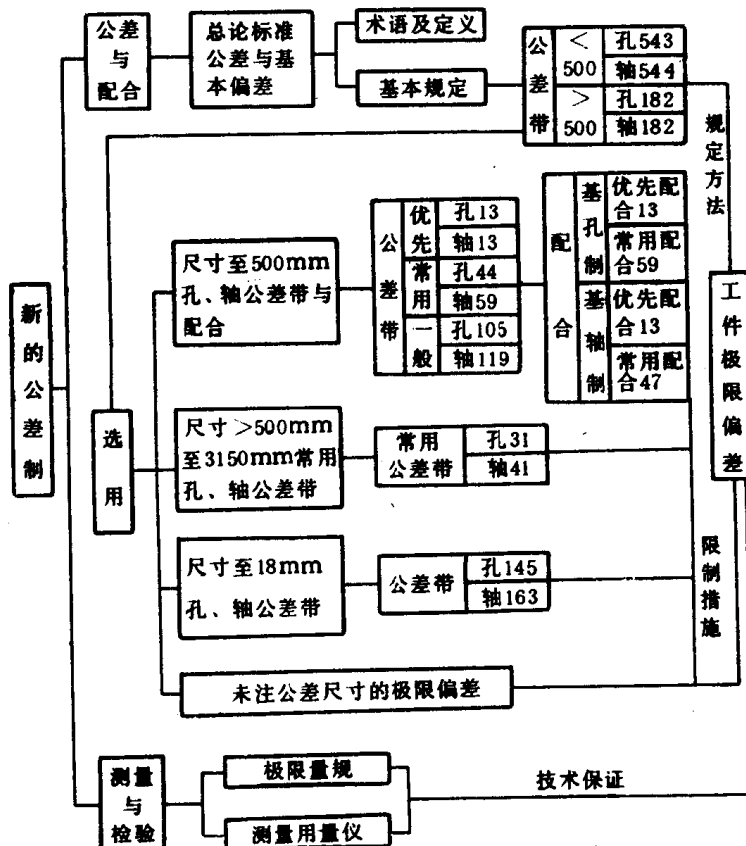 新的公差制
公差
与
配合
总论标准
公差与基
本偏差
术语及定义
基本规定
公差带
<
500
孔543
轴544
>
500
孔182
轴182
规定方法
选用
尺寸至500mm
孔、轴公差带与
配合
公差带
优先
孔13
轴13
常用
孔44
轴59
一般
孔105
轴119
配合
基孔制
优先配
合13
常用配
合59
基轴制
优先配
合13
常用配
合47
工件极限偏差
尺寸>500mm
至3150mm常用
孔、轴公差带
常用
公差带
孔31
轴41
尺寸至18mm
孔、轴公差带
公差带
孔145
轴163
限制措施
未注公差尺寸的极限偏差
测量
与
检验
极限量规
测量用量仪
技术保证